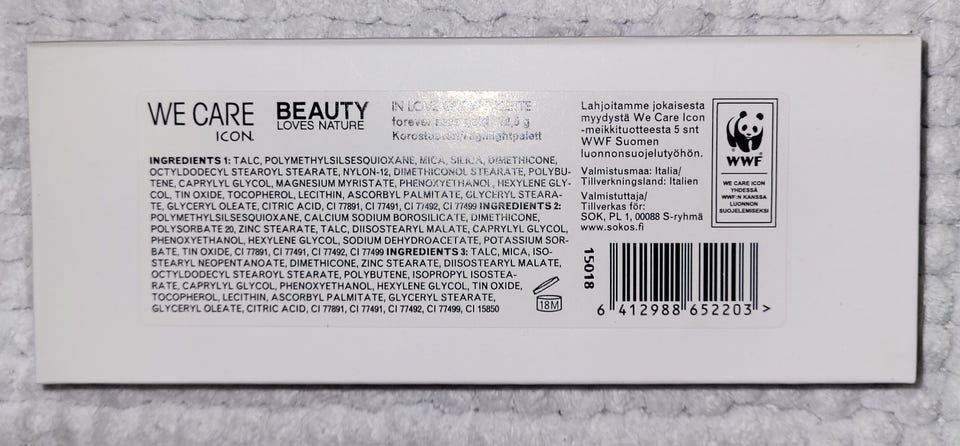 WE CARE
ICON.
BEAUTY
LOVES NATURE
IN LOVE
forever
Korostus
INGREDIENTS 1: TALC, POLYMETHYLSILSESQUIOXANE, MICA, SILICA, DIMETHICONE,
OCTYLDODECYL STEAROYL STEARATE, NYLON-12, DIMETHICONOL STEARATE, POLYBU-
TENE, CAPRYLYL GLYCOL, MAGNESIUM MYRISTATE, PHENOXYETHANOL, HEXYLENE GLY-
COL, TIN OXIDE, TOCOPHEROL, LECITHIN, ASCORBYL PALMITATE, GLYCERYL STEARA-
TE, GLYCERYL OLEATE, CITRIC ACID, CI 77891, CI 77491, CI 77492, CI 77499 INGREDIENTS 2:
POLYMETHYLSILSESQUIOXANE, CALCIUM SODIUM BOROSILICATE, DIMETHICONE,
POLYSORBATE 20, ZINC STEARATE, TALC, DIISOSTEARYL MALATE, CAPRYLYL GLYCOL,
PHENOXYETHANOL, HEXYLENE GLYCOL, SODIUM DEHYDROACETATE, POTASSIUM SOR-
BATE, TIN OXIDE, CI 77891, CI 77491, CI 77492, CI 77499 INGREDIENTS 3: TALC, MICA, ISO-
STEARYL NEOPENTANOATE, DIMETHICONE, ZINC STEARATE, DIISOSTEARYL MALATE,
OCTYLDODECYL STEAROYL STEARATE, POLYBUTENE, ISOPROPYL ISOSTEA-
RATE, CAPRYLYL GLYCOL, PHENOXYETHANOL, HEXYLENE GLYCOL, TIN OXIDE,
TOCOPHEROL, LECITHIN, ASCORBYL PALMITATE, GLYCERYL STEARATE,
GLYCERYL OLEATE, CITRIC ACID, CI 77891, CI 77491, CI 77492, CI 77499, CI 15850
18M
Lahjoitamme jokaisesta
myydystä We Care Icon
-meikkituotteesta 5 snt
WWF Suomen
luonnonsuojelutyöhön.
Valmistusmaa: Italia/
Tillverkningsland: Italien
Valmistuttaja/
Tillverkas för:
SOK, PL 1, 00088 S-ryhmä
www.sokos.fi
WWF
WE CARE ICON
YHDESSÄ
WWF:N KANSSA
LUONNON
SUOJELEMISEKSI
15018
6 412988 652203 >